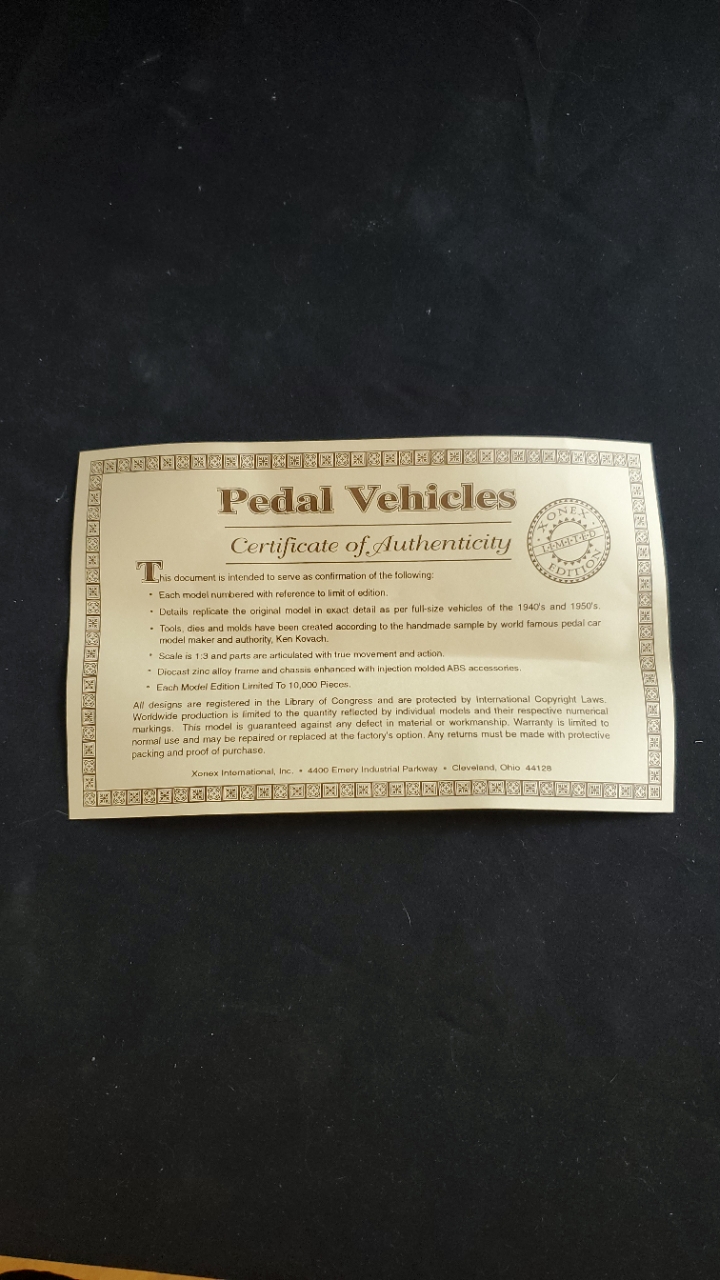 Pedal Vehicles
Certificate of Authenticity
XONEX
LIMITED
EDITION
This document is intended to serve as confirmation of the following:
• Each model numbered with reference to limit of edition.
• Details replicate the original model in exact detail as per full-size vehicles of the 1940's and 1950's.
• Tools, dies and molds have been created according to the handmade sample by world famous pedal car
model maker and authority, Ken Kovach.
• Scale is 1:3 and parts are articulated with true movement and action.
• Diecast zinc alloy frame and chassis enhanced with injection molded ABS accessories.
• Each Model Edition Limited To 10,000 Pieces.
All designs are registered in the Library of Congress and are protected by International Copyright Laws.
Worldwide production is limited to the quantity reflected by individual models and their respective numerical
markings. This model is guaranteed against any defect in material or workmanship. Warranty is limited to
normal use and may be repaired or replaced at the factory's option. Any returns must be made with protective
packing and proof of purchase.
Xonex International, Inc. • 4400 Emery Industrial Parkway • Cleveland, Ohio 44128